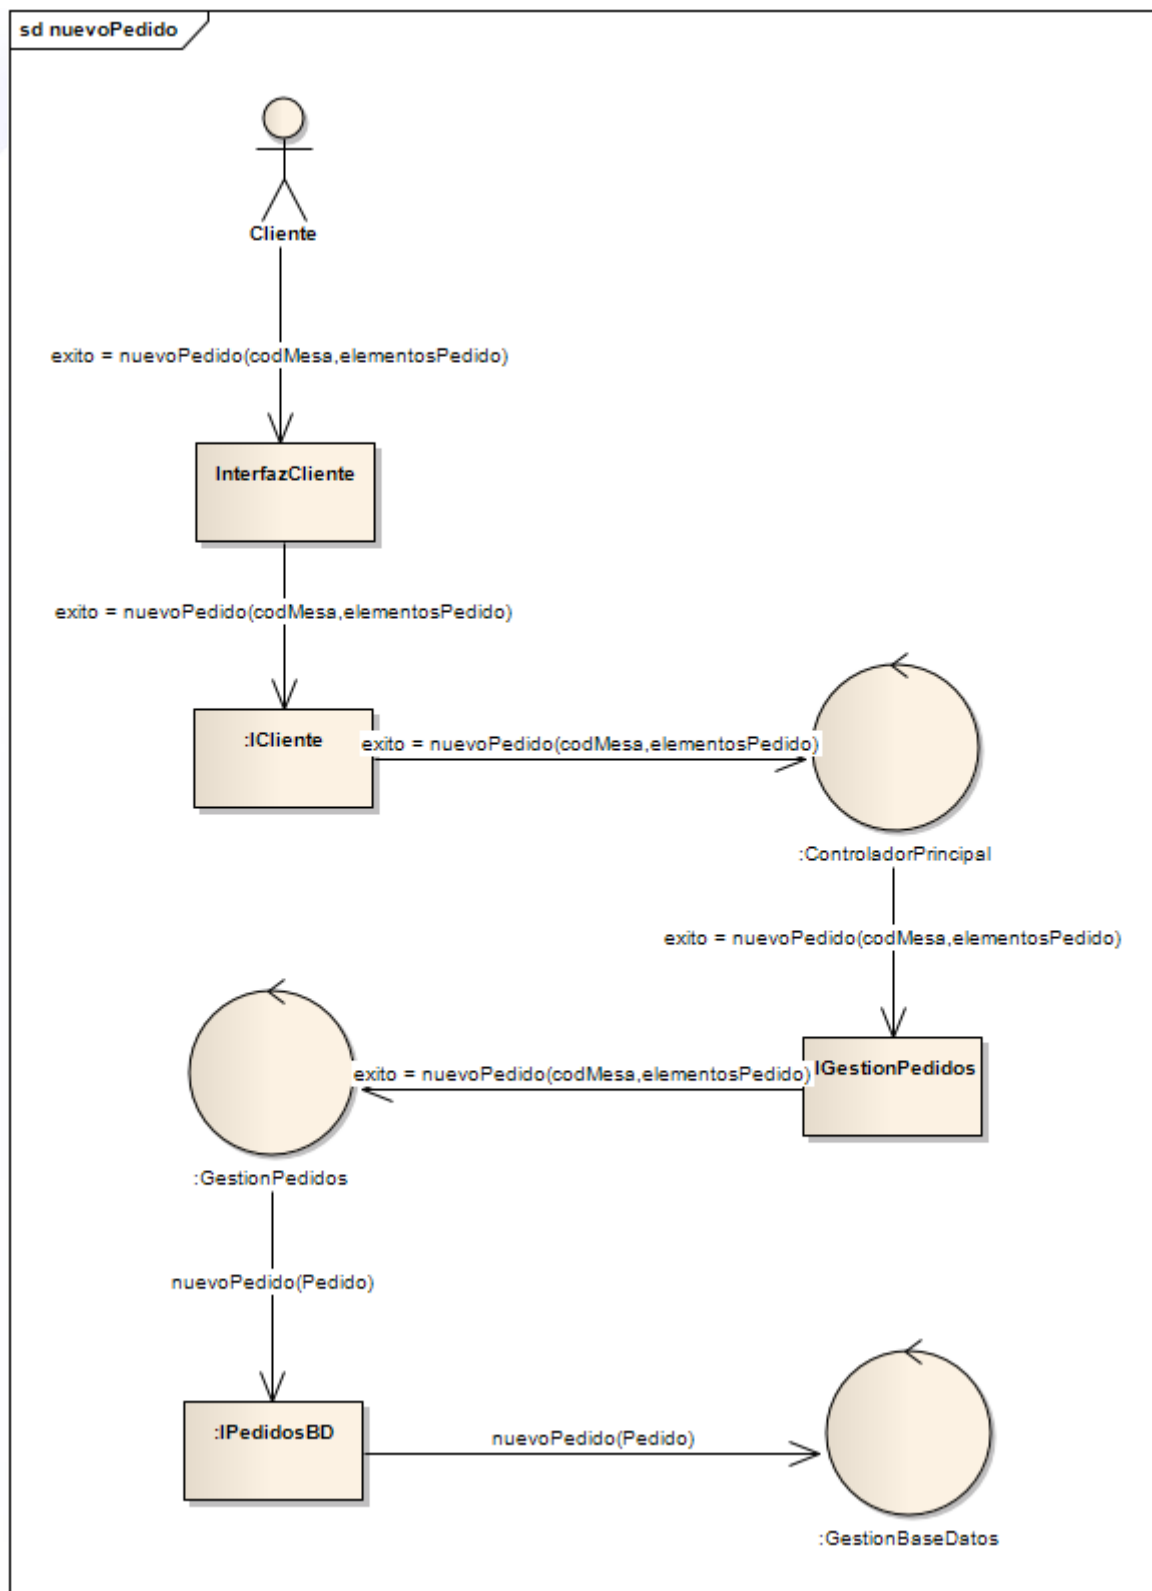 sd nuevoPedido
Cliente
exito = nuevoPedido(codMesa,elementosPedido)
InterfazCliente
exito = nuevoPedido(codMesa,elementosPedido)
:ICliente
exito = nuevoPedido(codMesa,elementosPedido)
:ControladorPrincipal
exito = nuevoPedido(codMesa,elementosPedido)
IGestionPedidos
exito = nuevoPedido(codMesa,elementosPedido)
:GestionPedidos
nuevoPedido(Pedido)
:IPedidosBD
nuevoPedido(Pedido)
:GestionBaseDatos